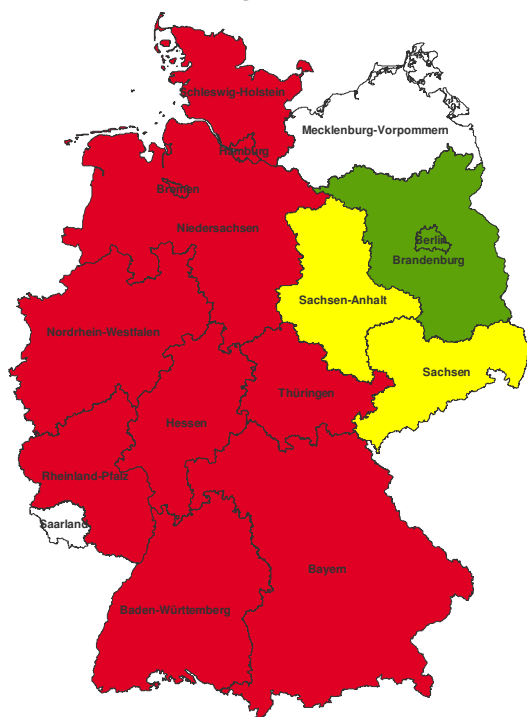 Schleswig-Holstein
Mecklenburg-Vorpommern
Hamburg
Bremen
Niedersachsen
Berlin
Brandenburg
Sachsen-Anhalt
Nordrhein-Westfalen
Sachsen
Thüringen
Hessen
Rheinland-Pfalz
Saarland
Bayern
Baden-Württemberg